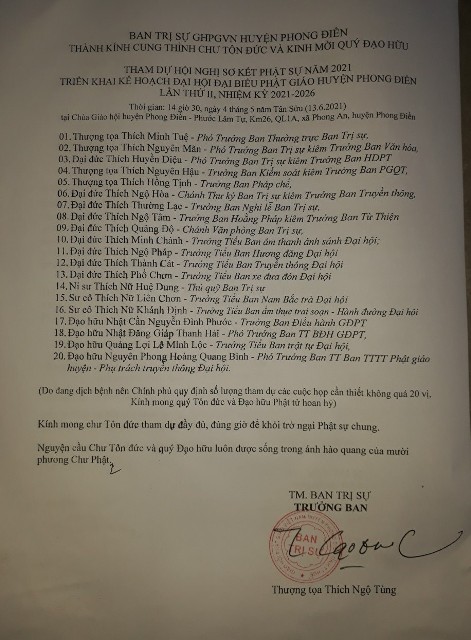 BAN TRỊ SỰ GHPGVN HUYỆN PHONG ĐIỀN
THÀNH KÍNH CUNG THỈNH CHƯ TÔN ĐỨC VÀ KINH MỜI QUÝ ĐẠO HỮU
THAM DỰ HỘI NGHỊ SƠ KẾT PHẬT SỰ NĂM 2021
TRIỂN KHAI KẾ HOẠCH ĐẠI HỘI ĐẠI BIỂU PHẬT GIÁO HUYỆN PHONG ĐIỀN
LẦN THỨ II, NHIỆM KỲ 2021-2026
Thời gian: 14 giờ 30, ngày 4 tháng 5 năm Tân Sửu (13.6.2021)
tại Chùa Giáo hội huyện Phong Điền - Phước Lâm Tự, Km26, QL1A, xã Phong An, huyện Phong Điền
01. Thượng tọa Thích Minh Tuệ - Phó Trưởng Ban Thường trực Ban Trị sự,
02. Thượng tọa Thích Nguyên Mãn - Phó Trưởng Ban Trị sự kiêm Trưởng Ban Văn hóa,
03. Đại đức Thích Huyền Diệu - Phó Ban Trị sự kiêm Trưởng Ban HDPT
04. Thượng tọa Thích Nguyên Hậu - Trưởng Ban Kiểm soát kiêm Trưởng Ban PGQT,
05. Thượng tọa Thích Hồng Tịnh - Trưởng Ban Pháp chế,
06. Đại đức Thích Ngộ Hòa - Chánh Thư ký Ban Trị sự kiêm Trưởng Ban Truyền thông,
07. Đại đức Thích Thường Lạc - Trưởng Ban Nghi lễ Ban Trị sự,
08. Đại đức Thích Ngộ Tâm - Trưởng Ban Hoằng Pháp kiêm Trưởng Ban Từ Thiện
09. Đại đức Thích Quảng Độ - Chánh Văn phòng Ban Trị sự,
10. Đại đức Thích Minh Chánh - Trưởng Tiểu Ban âm thanh ánh sánh Đại hội;
11. Đại đức Thích Ngộ Pháp - Trưởng Tiểu Ban Hương đăng Đại hội
12. Đại đức Thích Thành Cát - Trưởng Tiểu Ban Truyền thông Đại hội
13. Đại đức Thích Phổ Chơn - Trưởng Tiểu Ban xe đưa đón Đại hội
14. Ni sư Thích Nữ Huệ Dung - Thủ quỹ Ban Trị sự
15. Sư cô Thích Nữ Liên Chơn - Trưởng Tiểu Ban Nam Bắc trà Đại hội
16. Sư cô Thích Nữ Khánh Định - Trưởng Tiểu Ban ẩm thực trai soạn - Hành đường Đại hội
17. Đạo hữu Nhật Cần Nguyễn Đình Phước - Trưởng Ban Điều hành GĐPT,
18. Đạo hữu Nhật Đăng Giáp Thanh Hải - Phó Trưởng Ban TT BĐH GĐPT,
19. Đạo hữu Quảng Lợi Lê Minh Lộc - Trưởng Tiểu Ban trật tự Đại hội,
20. Đạo hữu Nguyên Phong Hoàng Quang Bình - Phó Trưởng Ban TT Ban TTTT Phật giáo
huyện - Phụ trách truyền thông Đại hội.
(Do đang dịch bệnh nên Chính phủ quy định số lượng tham dự các cuộc họp cần thiết không quá 20 vị,
Kính mong quý Tôn đức và Đạo hữu Phật tử hoan hỷ)
Kính mong chư Tôn đức tham dự đầy đủ, đúng giờ để khỏi trở ngại Phật sự chung.
Nguyện cầu Chư Tôn đức và quý Đạo hữu luôn được sống trong ánh hào quang của mười
phương Chư Phật.
TM. BAN TRỊ SỰ
TRƯỞNG BAN
BAN
TRỊ SỰ
Thượng tọa Thích Ngộ Tùng